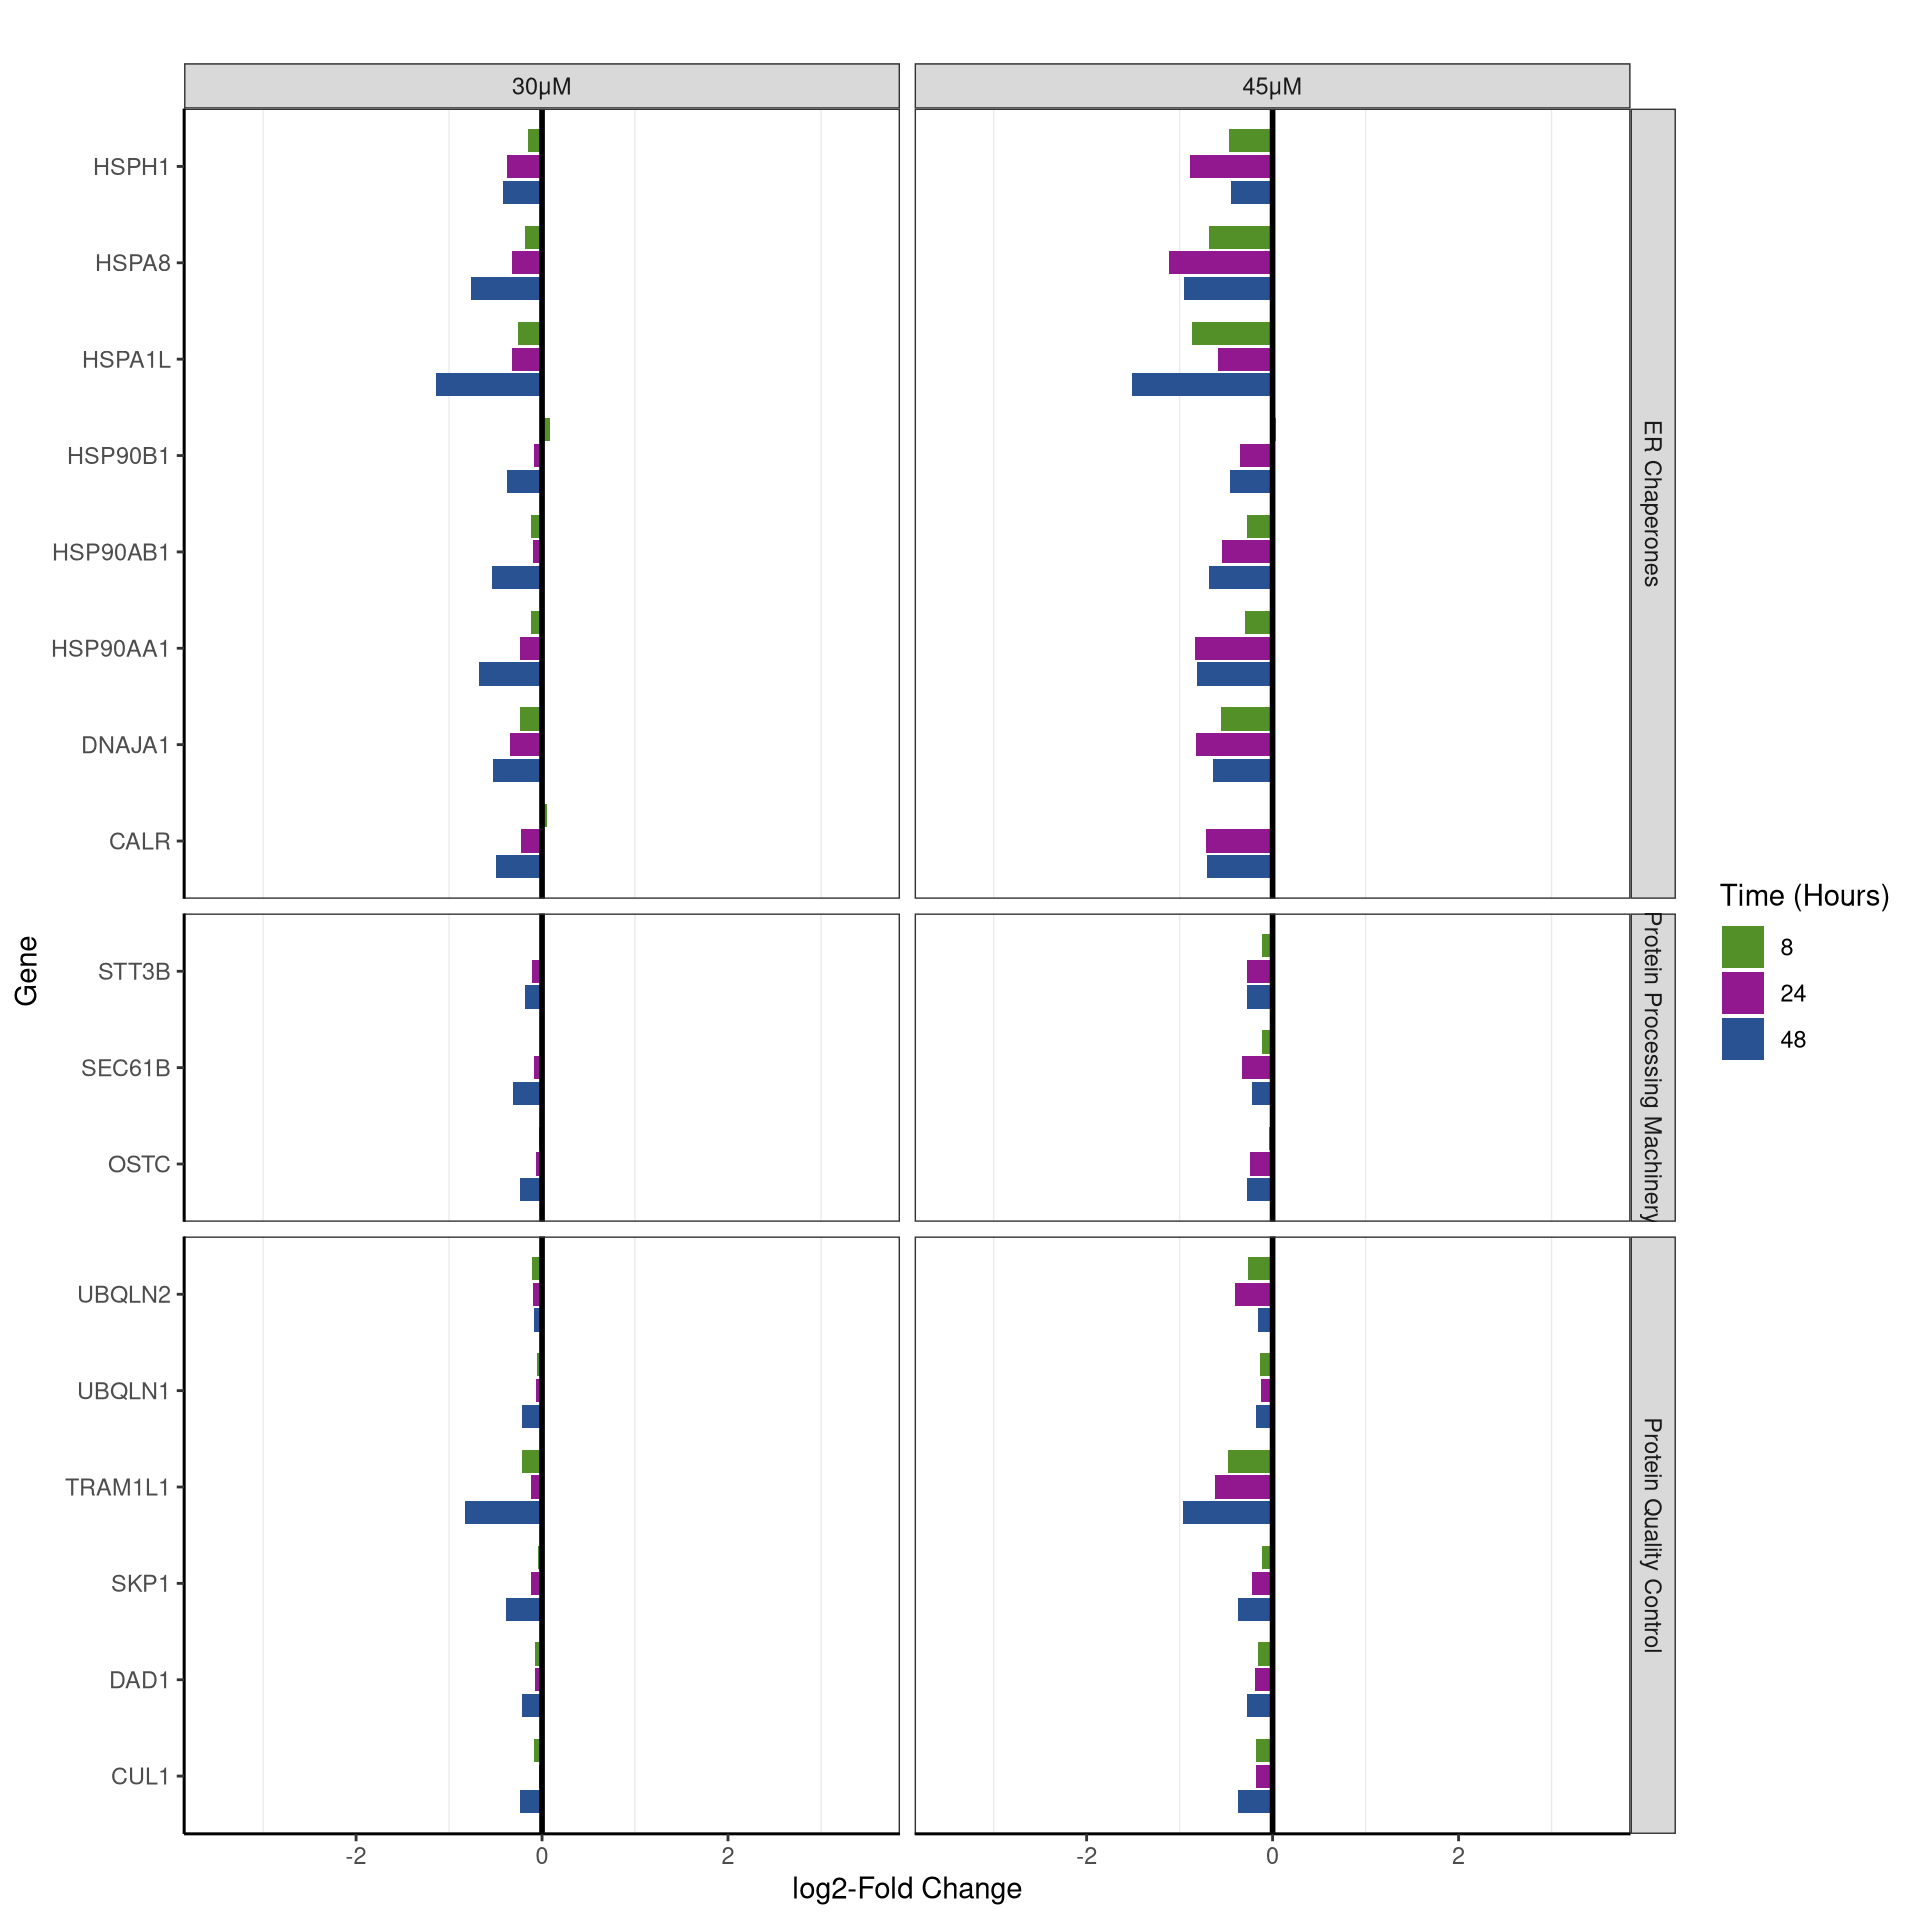 30µM
45µM
HSPH1
HSPA8
HSPA1L
HSP90B1
HSP90AB1
HSP90AA1
DNAJA1
CALR
ER Chaperones
STT3B
SEC61B
OSTC
Protein Processing Machinery
UBQLN2
UBQLN1
TRAM1L1
SKP1
DAD1
CUL1
Protein Quality Control
Gene
-2
0
2
-2
0
2
log2-Fold Change
Time (Hours)
8
24
48